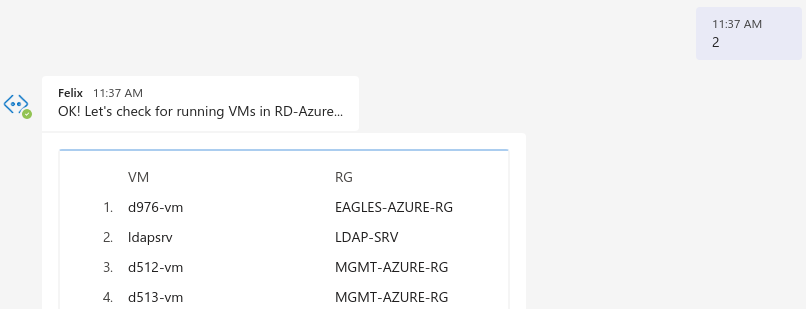 11:37 AM
2
Felix 11:37 AM
OK! Let's check for running VMs in RD-Azure...
VM RG
1. d976-vm EAGLES-AZURE-RG
2. ldapsrv LDAP-SRV
3. d512-vm MGMT-AZURE-RG
4. d513-vm MGMT-AZURE-RG